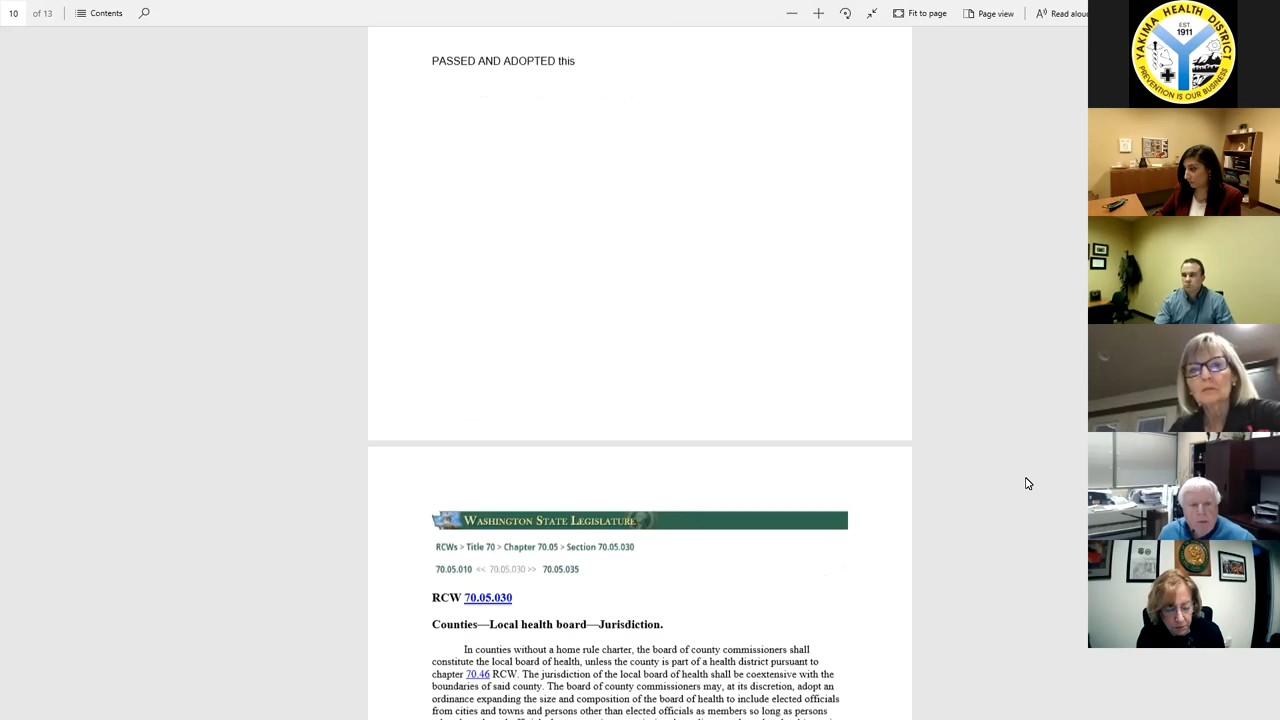 10 of 13 Contents Fit to page Page view Read alou
PASSED AND ADOPTED this
WASHINGTON STATE LEGISLATURE
RCWs > Title 70 > Chapter 70.05 > Section 70.05.030
70.05.010 << 70.05.030 >> 70.05.035
RCW 70.05.030
Counties—Local health board—Jurisdiction.
In counties without a home rule charter, the board of county commissioners shall
constitute the local board of health, unless the county is part of a health district pursuant to
chapter 70.46 RCW. The jurisdiction of the local board of health shall be coextensive with the
boundaries of said county. The board of county commissioners may, at its discretion, adopt an
ordinance expanding the size and composition of the board of health to include elected officials
from cities and towns and persons other than elected officials as members so long as persons
YAKIMA HEALTH DISTRICT
EST.
1911
PREVENTION IS OUR BUSINESS